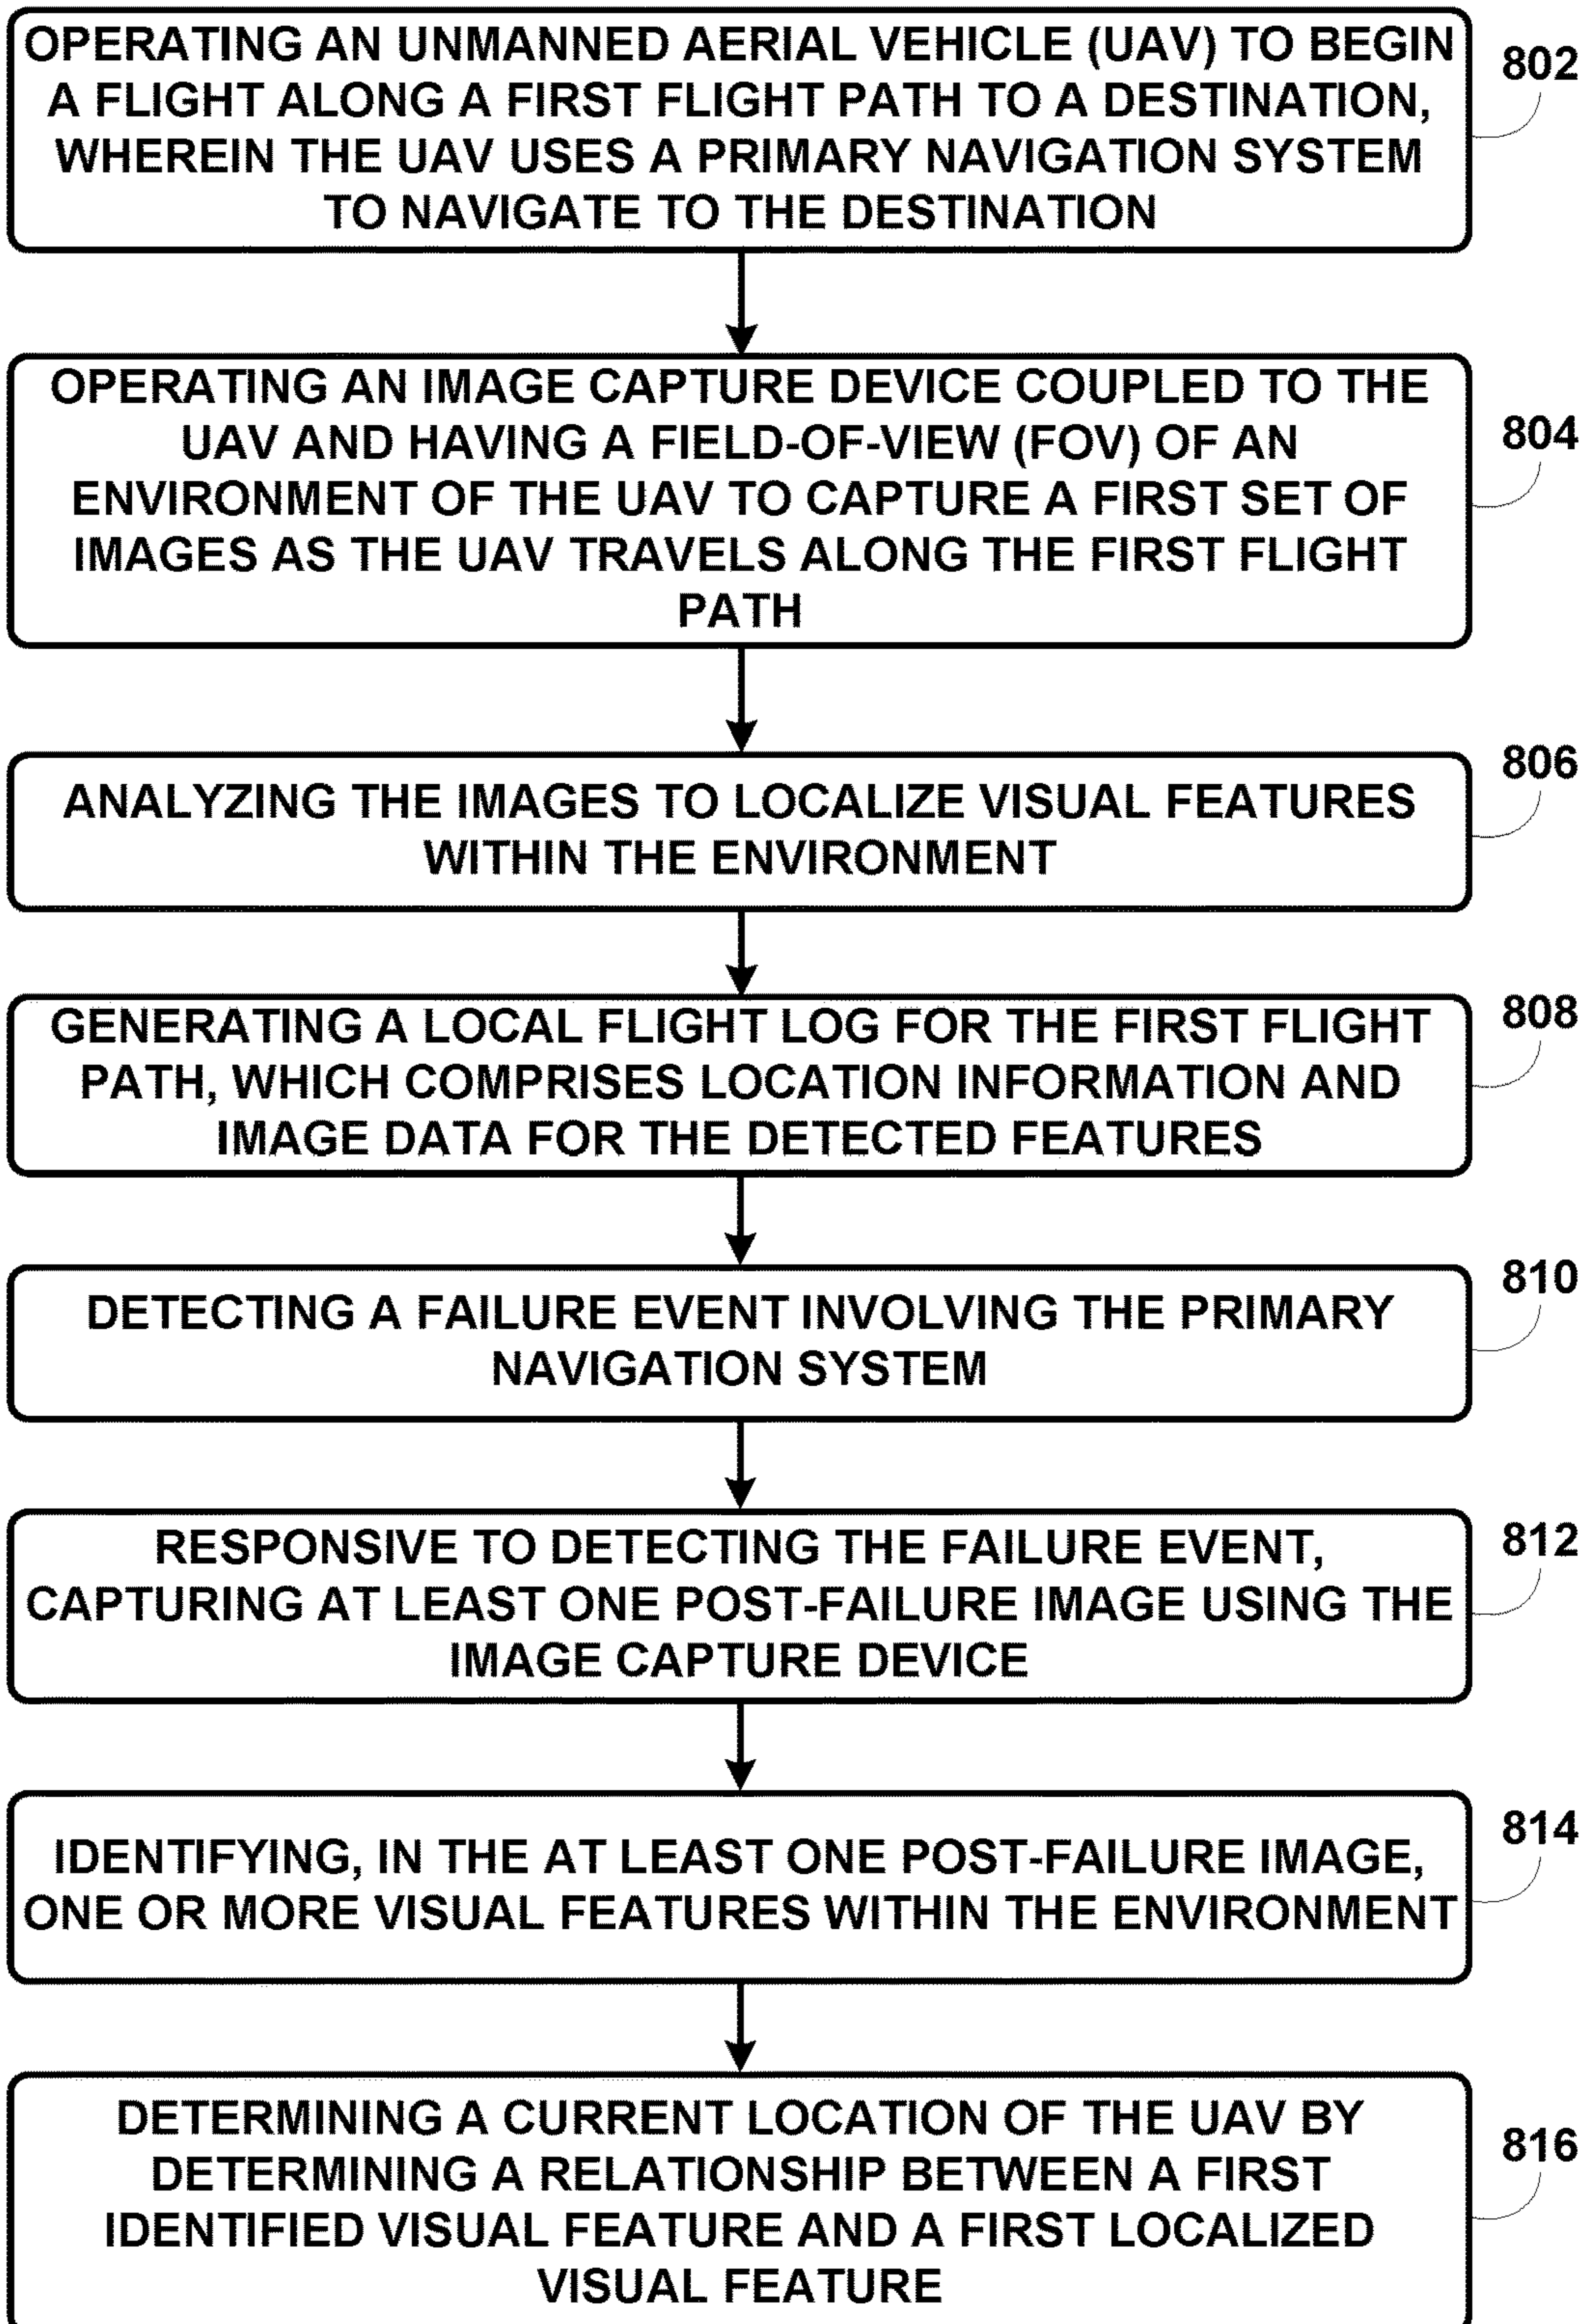 OPERATING AN UNMANNED AERIAL VEHICLE (UAV) TO BEGIN
A FLIGHT ALONG A FIRST FLIGHT PATH TO A DESTINATION,
WHEREIN THE UAV USES A PRIMARY NAVIGATION SYSTEM
TO NAVIGATE TO THE DESTINATION
802
OPERATING AN IMAGE CAPTURE DEVICE COUPLED TO THE
UAV AND HAVING A FIELD-OF-VIEW (FOV) OF AN
ENVIRONMENT OF THE UAV TO CAPTURE A FIRST SET OF
IMAGES AS THE UAV TRAVELS ALONG THE FIRST FLIGHT
PATH
804
ANALYZING THE IMAGES TO LOCALIZE VISUAL FEATURES
WITHIN THE ENVIRONMENT
806
GENERATING A LOCAL FLIGHT LOG FOR THE FIRST FLIGHT
PATH, WHICH COMPRISES LOCATION INFORMATION AND
IMAGE DATA FOR THE DETECTED FEATURES
808
DETECTING A FAILURE EVENT INVOLVING THE PRIMARY
NAVIGATION SYSTEM
810
RESPONSIVE TO DETECTING THE FAILURE EVENT,
CAPTURING AT LEAST ONE POST-FAILURE IMAGE USING THE
IMAGE CAPTURE DEVICE
812
IDENTIFYING, IN THE AT LEAST ONE POST-FAILURE IMAGE,
ONE OR MORE VISUAL FEATURES WITHIN THE ENVIRONMENT
814
DETERMINING A CURRENT LOCATION OF THE UAV BY
DETERMINING A RELATIONSHIP BETWEEN A FIRST
IDENTIFIED VISUAL FEATURE AND A FIRST LOCALIZED
VISUAL FEATURE
816